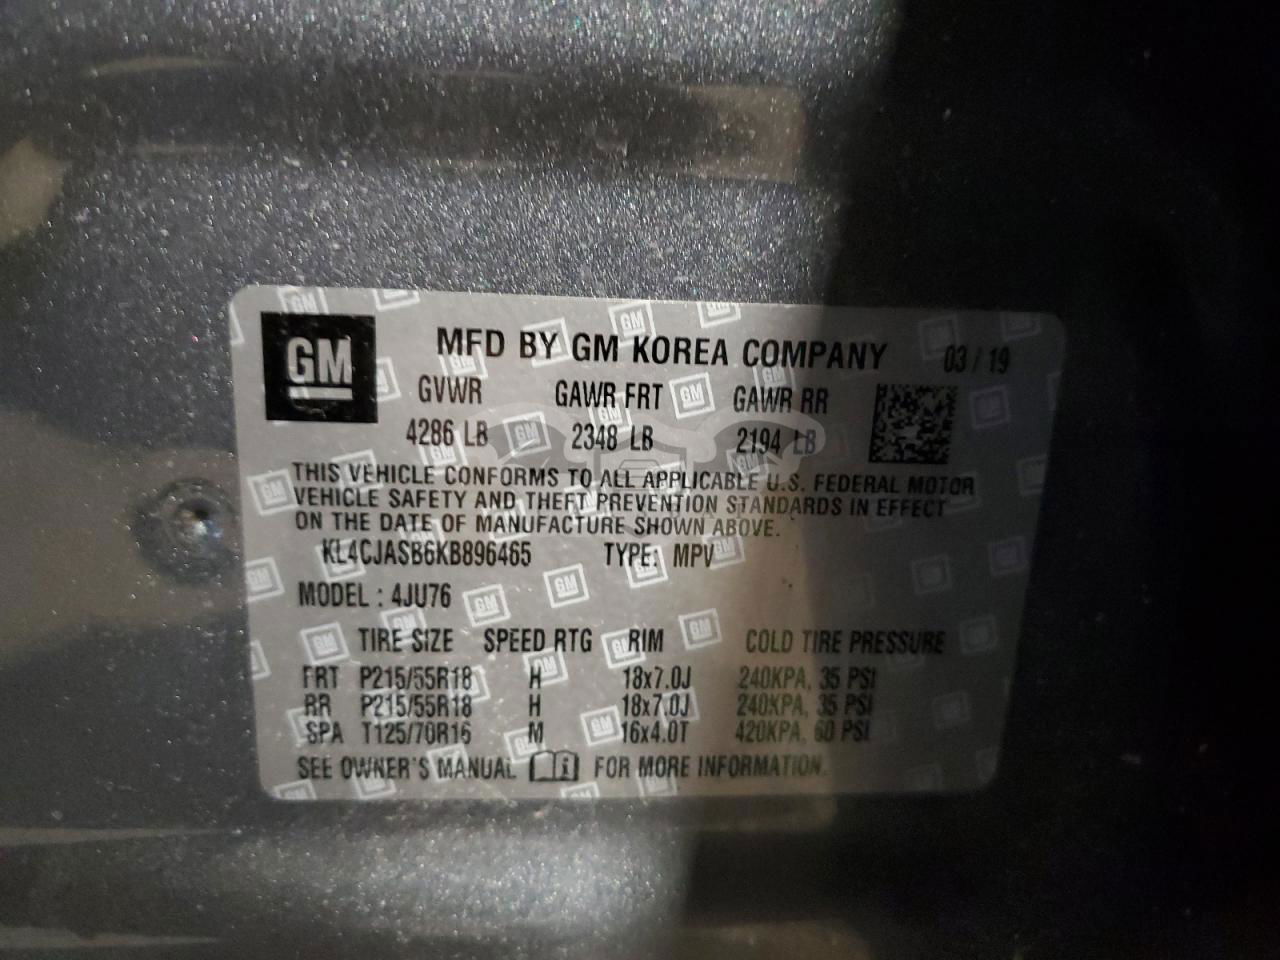 GM
MFD BY GM KOREA COMPANY 03 / 19
GVWR GAWR FRT GAWR RR
4286 LB 2348 LB 2194 LB
THIS VEHICLE CONFORMS TO ALL APPLICABLE U.S. FEDERAL MOTOR
VEHICLE SAFETY AND THEFT PREVENTION STANDARDS IN EFFECT
ON THE DATE OF MANUFACTURE SHOWN ABOVE.
KL4CJASB6KB896465 TYPE: MPV
MODEL : 4JU76
TIRE SIZE SPEED RTG RIM COLD TIRE PRESSURE
FRT P215/55R18 H 18x7.0J 240KPA, 35 PSI
RR P215/55R18 H 18x7.0J 240KPA, 35 PSI
SPA T125/70R16 M 16x4.0T 420KPA, 60 PSI
SEE OWNER'S MANUAL FOR MORE INFORMATION.